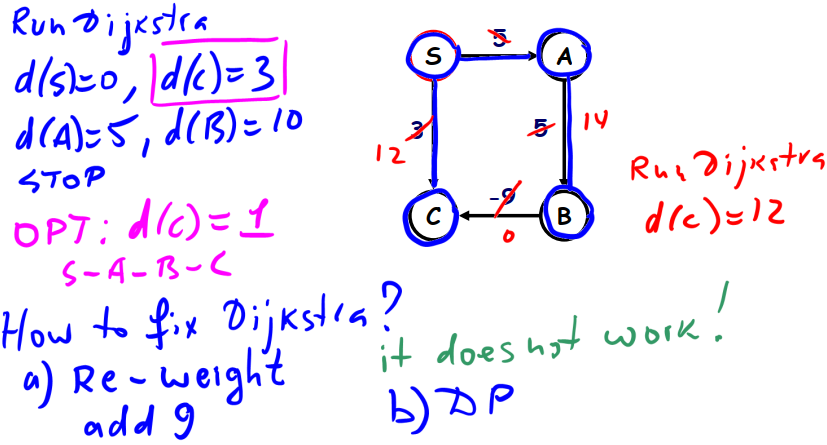 Run Dijkstra
d(s)=0, d(c)=3
d(A)=5, d(B)=10
STOP
OPT: d(c)=1
S-A-B-C
S 5 A
3 12
5 14
C -9 0 B
Run Dijkstra
d(c)=12
How to fix Dijkstra?
a) Re-weight
add 9
it does not work!
b) DP